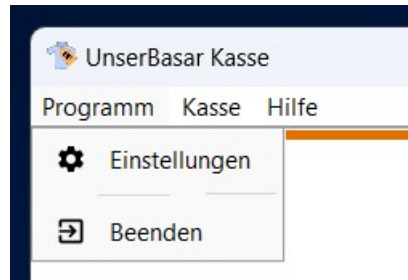 UnserBasar Kasse
Programm Kasse Hilfe
Einstellungen
Beenden